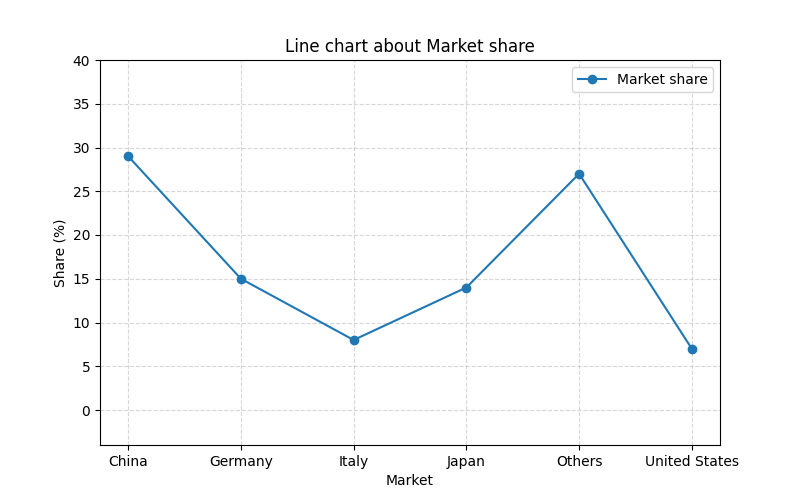 Line chart about Market share
Market share
Share (%)
40
35
30
25
20
15
10
5
0
China Germany Italy Japan Others United States
Market